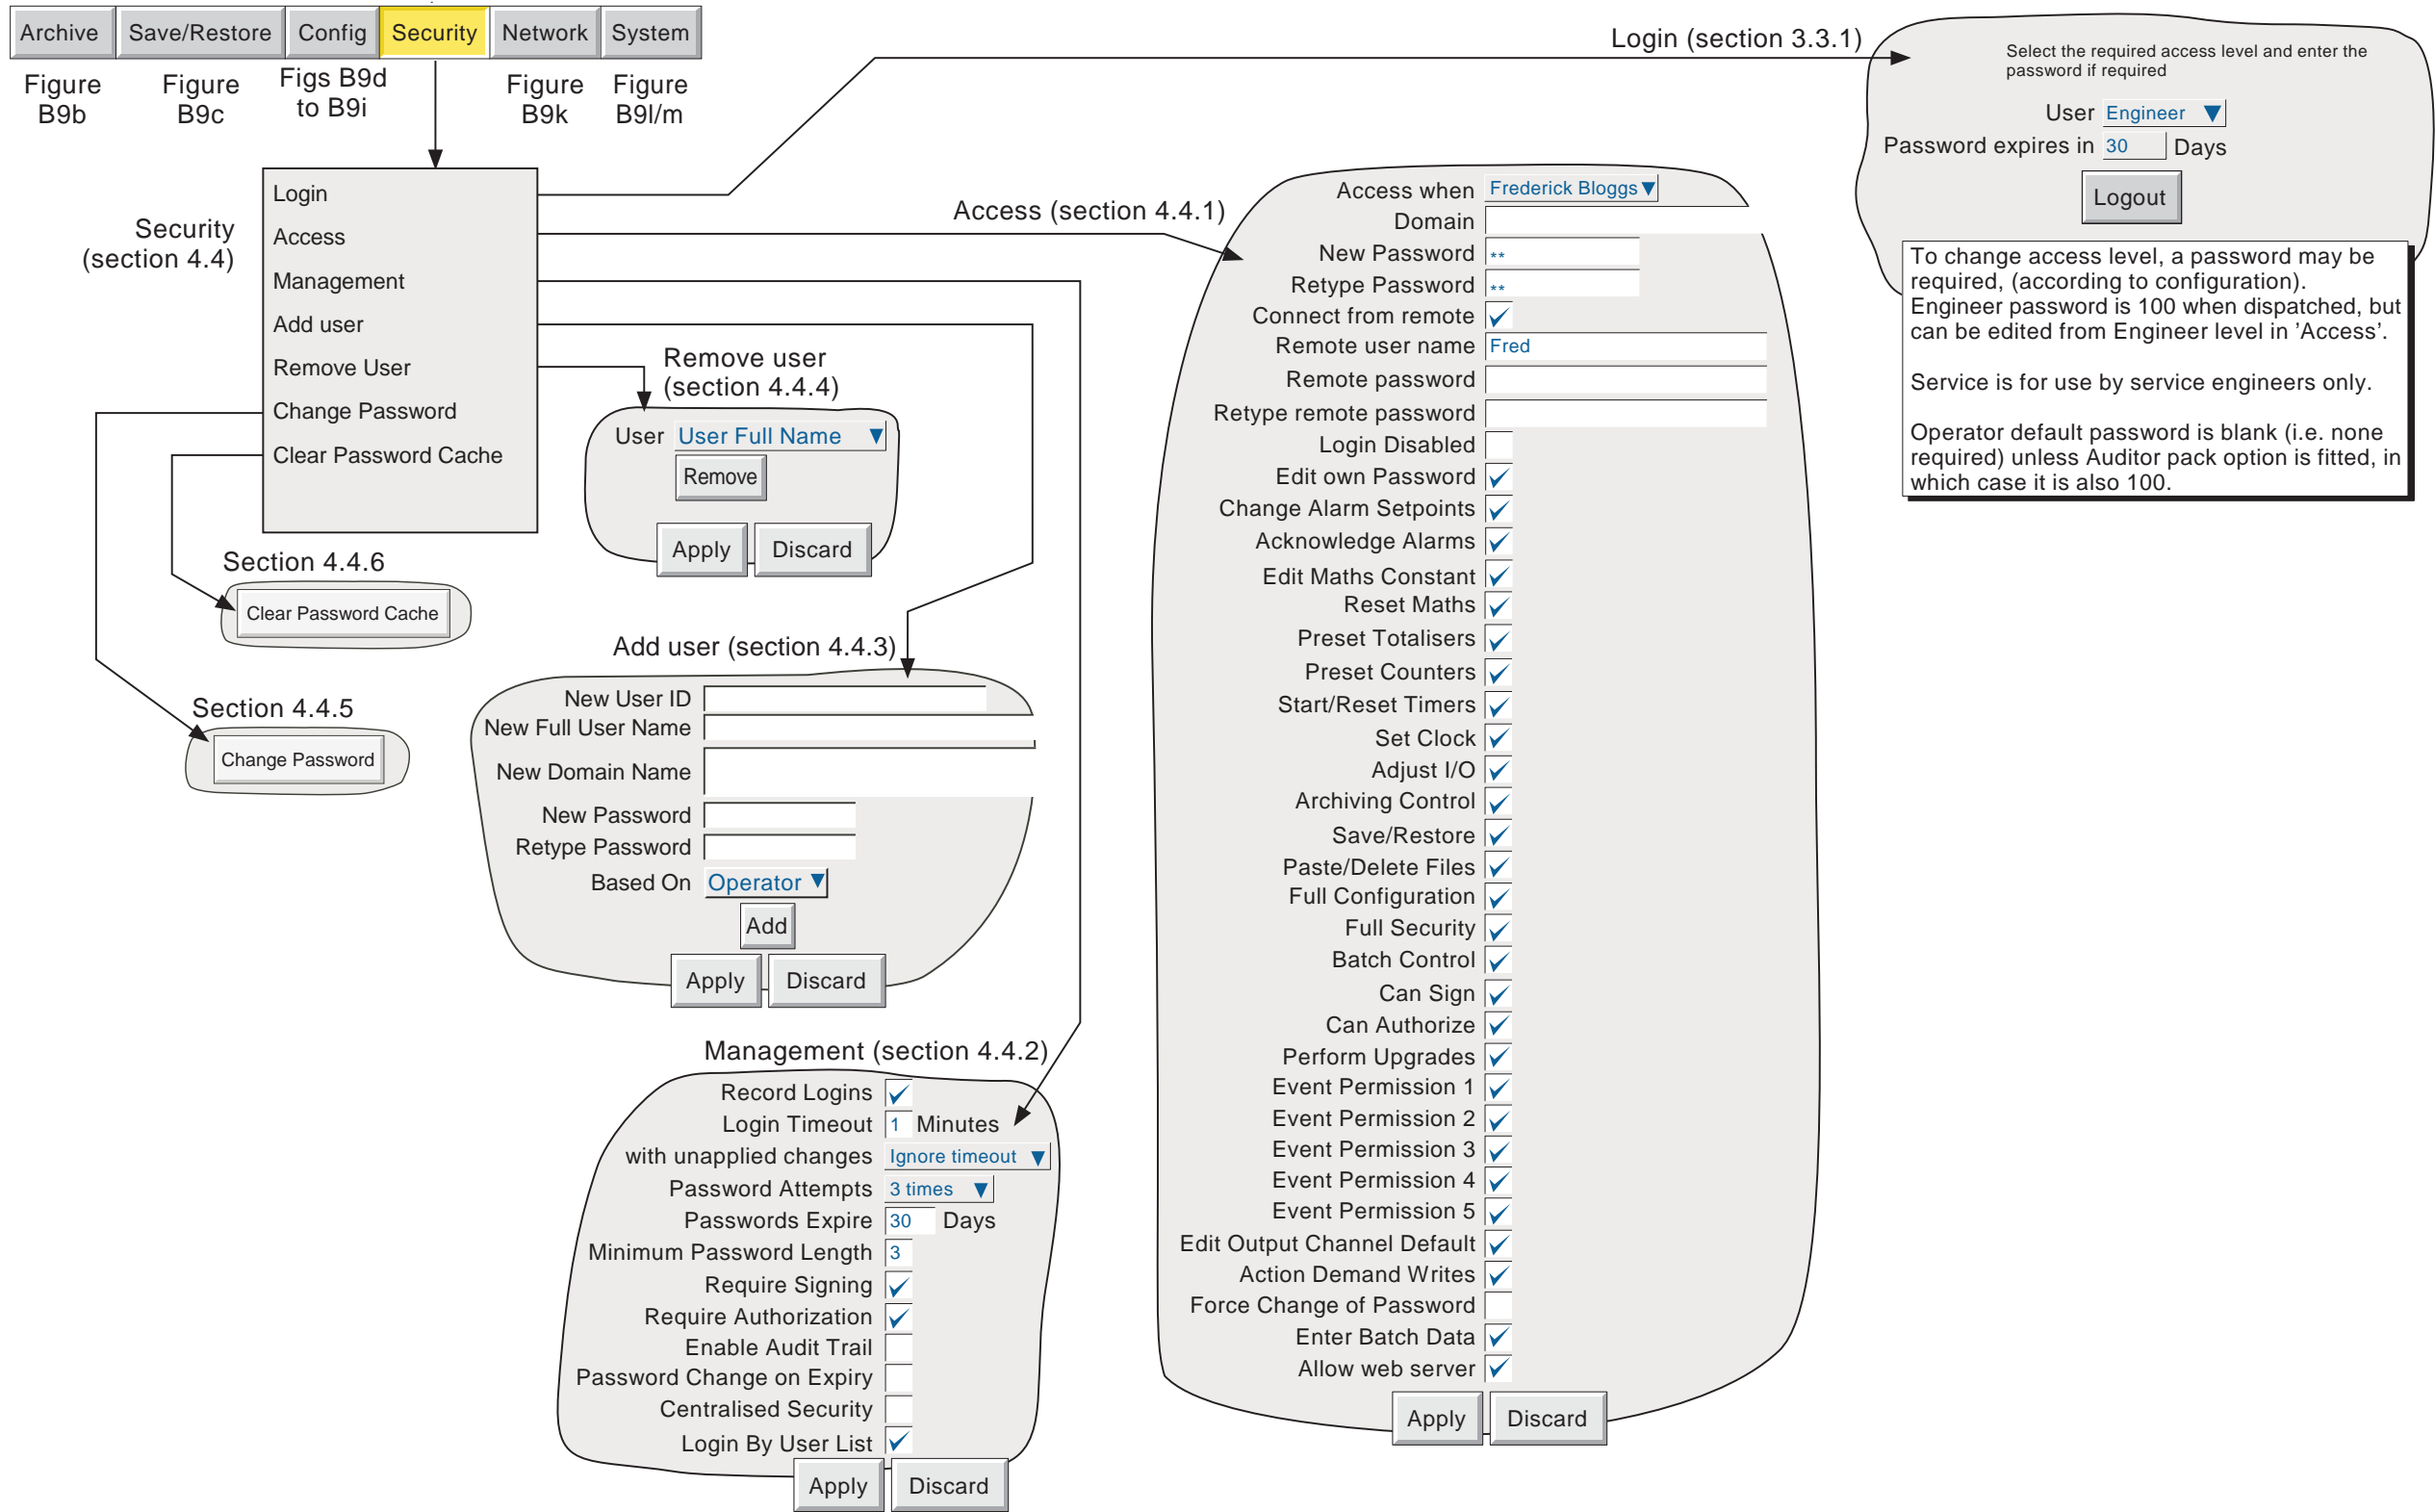 Archive Save/Restore Config Security Network System
Figure B9b
Figure B9c
Figs B9d to B9i
Figure B9k
Figure B9l/m
Security
(section 4.4)
Login
Access
Management
Add user
Remove User
Change Password
Clear Password Cache
Login (section 3.3.1)
Select the required access level and enter the
password if required
User Engineer
Password expires in 30 Days
Logout
To change access level, a password may be
required, (according to configuration).
Engineer password is 100 when dispatched, but
can be edited from Engineer level in 'Access'.
Service is for use by service engineers only.
Operator default password is blank (i.e. none
required) unless Auditor pack option is fitted, in
which case it is also 100.
Access (section 4.4.1)
Access when Frederick Bloggs
Domain
New Password **
Retype Password **
Connect from remote
Remote user name Fred
Remote password
Retype remote password
Login Disabled
Edit own Password
Change Alarm Setpoints
Acknowledge Alarms
Edit Maths Constant
Reset Maths
Preset Totalisers
Preset Counters
Start/Reset Timers
Set Clock
Adjust I/O
Archiving Control
Save/Restore
Paste/Delete Files
Full Configuration
Full Security
Batch Control
Can Sign
Can Authorize
Perform Upgrades
Event Permission 1
Event Permission 2
Event Permission 3
Event Permission 4
Event Permission 5
Edit Output Channel Default
Action Demand Writes
Force Change of Password
Enter Batch Data
Allow web server
Apply Discard
Remove user
(section 4.4.4)
User User Full Name
Remove
Apply Discard
Section 4.4.6
Clear Password Cache
Section 4.4.5
Change Password
Add user (section 4.4.3)
New User ID
New Full User Name
New Domain Name
New Password
Retype Password
Based On Operator
Add
Apply Discard
Management (section 4.4.2)
Record Logins
Login Timeout 1 Minutes
with unapplied changes Ignore timeout
Password Attempts 3 times
Passwords Expire 30 Days
Minimum Password Length 3
Require Signing
Require Authorization
Enable Audit Trail
Password Change on Expiry
Centralised Security
Login By User List
Apply Discard